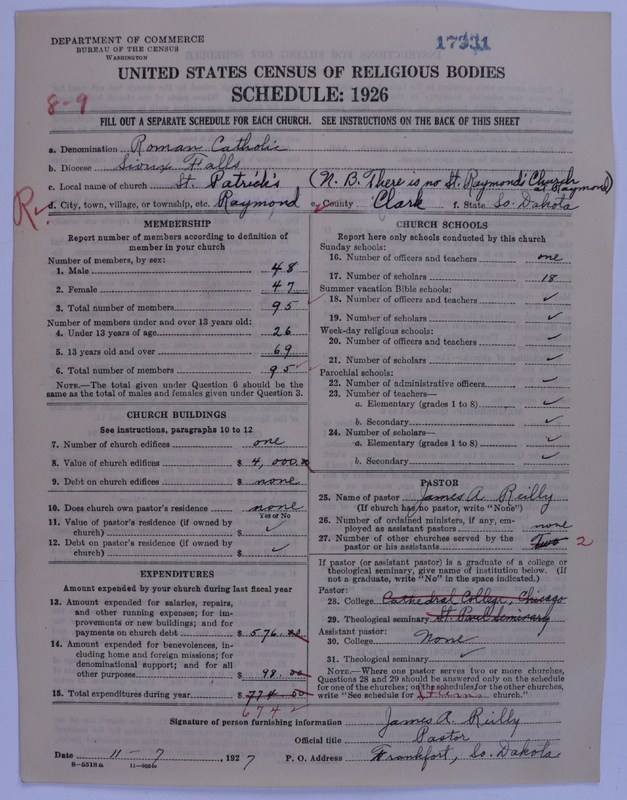 DEPARTMENT OF COMMERCE
BUREAU OF THE CENSUS
WASHINGTON
17331
UNITED STATES CENSUS OF RELIGIOUS BODIES
SCHEDULE: 1926
8-9
FILL OUT A SEPARATE SCHEDULE FOR EACH CHURCH. SEE INSTRUCTIONS ON THE BACK OF THIS SHEET
a. Denomination Roman Catholic
b. Diocese Sioux Falls
c. Local name of church St. Patrick's (N.B. There is no St. Raymond's Church at Raymond)
R✓ d. City, town, village, or township, etc. Raymond e. County Clark f. State So. Dakota
MEMBERSHIP
Report number of members according to definition of
member in your church
Number of members, by sex:
1. Male 48
2. Female 47
3. Total number of members 95
Number of members under and over 13 years old:
4. Under 13 years of age 26
5. 13 years old and over 69
6. Total number of members 95
NOTE.—The total given under Question 6 should be
same as the total of males and females given under Question 3.
CHURCH BUILDINGS
See instructions, paragraphs 10 to 12
7. Number of church edifices one
8. Value of church edifices $ 4,000.00
9. Debt on church edifices $ none
10. Does church own pastor's residence none
Yes or No
11. Value of pastor's residence (if owned by
church) $ ✓
12. Debt on pastor's residence (if owned by
church) $ ✓
EXPENDITURES
Amount expended by your church during last fiscal year
13. Amount expended for salaries, repairs,
and other running expenses; for im-
provements or new buildings; and for
payments on church debt $ 576.00
14. Amount expended for benevolences, in-
cluding home and foreign missions; for
denominational support; and for all
other purposes $ 98.00
15. Total expenditures during year $ 774 00
674 ✓
CHURCH SCHOOLS
Report here only schools conducted by this church
Sunday schools:
16. Number of officers and teachers one
17. Number of scholars 18
Summer vacation Bible schools:
18. Number of officers and teachers ✓
19. Number of scholars ✓
Week-day religious schools:
20. Number of officers and teachers ✓
21. Number of scholars ✓
Parochial schools:
22. Number of administrative officers ✓
23. Number of teachers—
a. Elementary (grades 1 to 8) ✓
b. Secondary ✓
24. Number of scholars—
a. Elementary (grades 1 to 8) ✓
b. Secondary ✓
PASTOR
25. Name of pastor James A. Reilly
(If church has no pastor, write "None")
26. Number of ordained ministers, if any, em-
ployed as assistant pastors none
27. Number of other churches served by the
pastor or his assistants Two 2
If pastor (or assistant pastor) is a graduate of a college or
theological seminary, give name of institution below. (If
not a graduate, write "No" in the space indicated.)
Pastor:
28. College Cathedral College, Chicago
29. Theological seminary St. Paul Seminary
Assistant pastor:
30. College None
31. Theological seminary ✓
NOTE.—Where one pastor serves two or more churches,
Questions 28 and 29 should be answered only on the schedule
for one of the churches; on the schedules for the other churches,
write "See schedule for church."
Signature of person furnishing information James A. Reilly
Official title Pastor
Date 11 - 7, 1927 P. O. Address Frankfort, So. Dakota
8-5318a